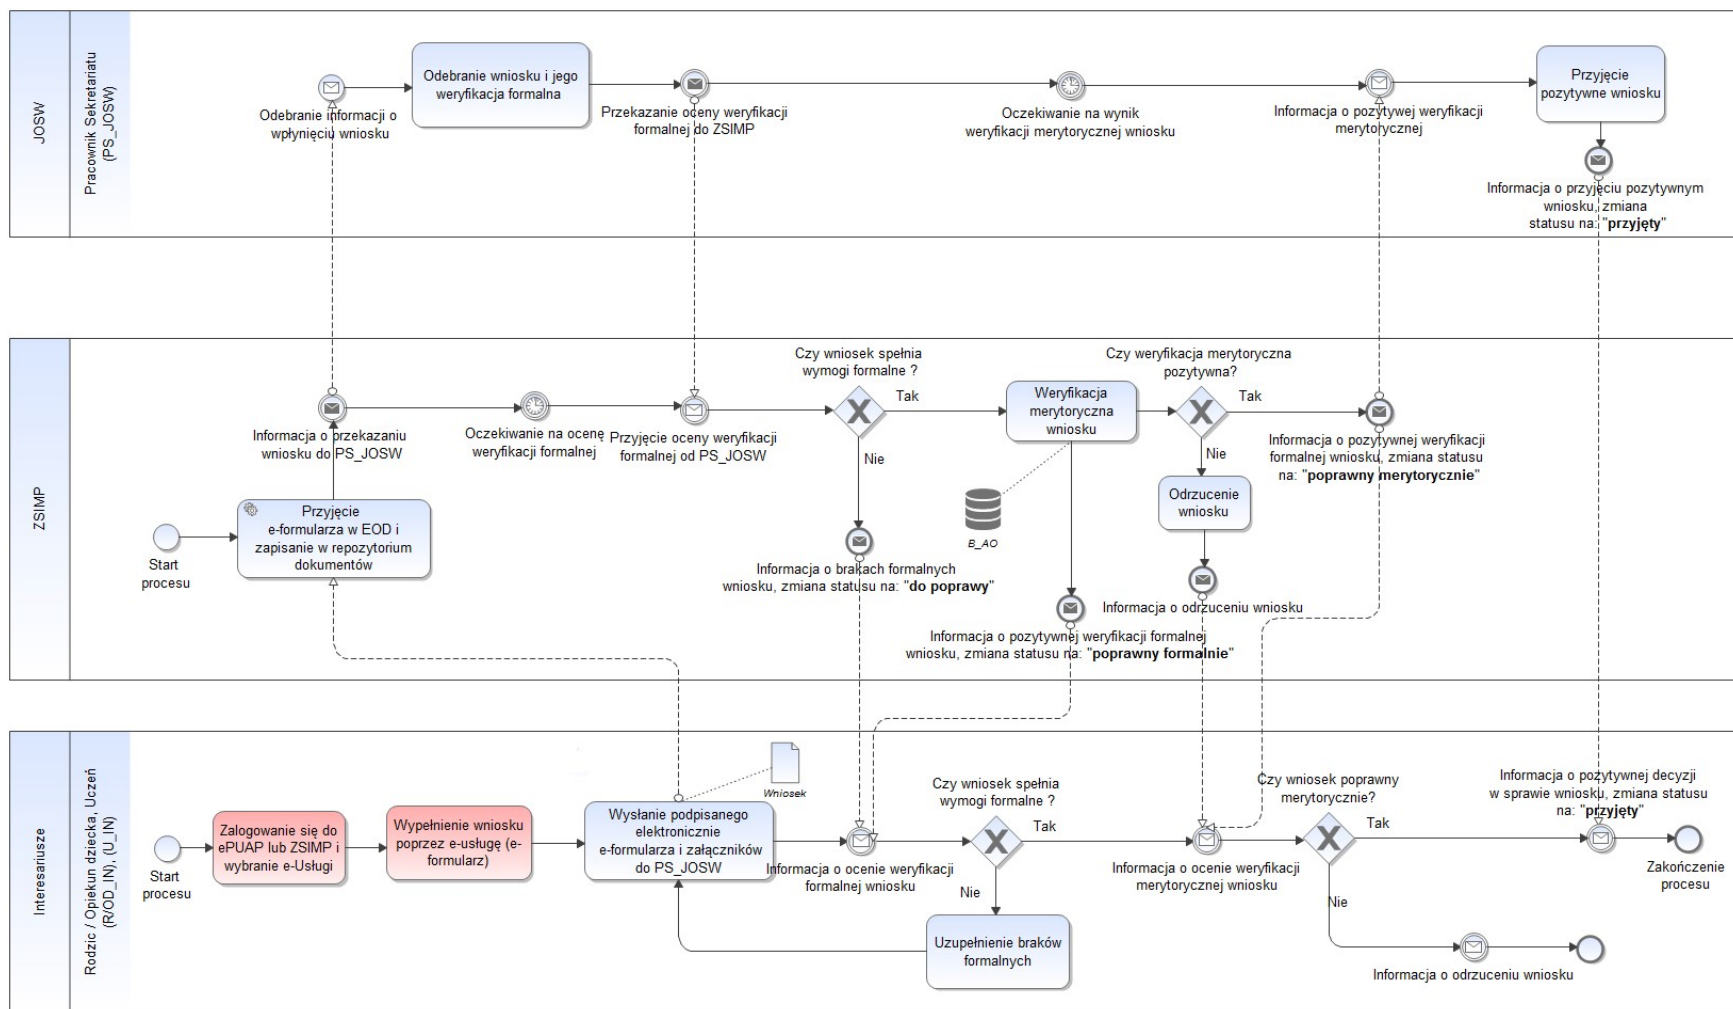 JOSW
Pracownik Sekretariatu
(PS_JOSW)
Odebranie informacji o
wpłynięciu wniosku
Odebranie wniosku i jego
weryfikacja formalna
Przekazanie oceny weryfikacji
formalnej do ZSIMP
Oczekiwanie na wynik
weryfikacji merytorycznej wniosku
Informacja o pozytywej weryfikacji
merytorycznej
Przyjęcie
pozytywne wniosku
Informacja o przyjęciu pozytywnym
wniosku, zmiana
statusu na: "przyjęty"
ZSIMP
Start
procesu
Przyjęcie
e-formularza w EOD i
zapisanie w repozytorium
dokumentów
Informacja o przekazaniu
wniosku do PS_JOSW
Oczekiwanie na ocenę
weryfikacji formalnej
Przyjęcie oceny weryfikacji
formalnej od PS_JOSW
Czy wniosek spełnia
wymogi formalne ?
Tak
Nie
Informacja o brakach formalnych
wniosku, zmiana statusu na: "do poprawy"
Weryfikacja
merytoryczna
wniosku
B_AO
Informacja o pozytywnej weryfikacji formalnej
wniosku, zmiana statusu na: "poprawny formalnie"
Czy weryfikacja merytoryczna
pozytywna?
Tak
Nie
Odrzucenie
wniosku
Informacja o odrzuceniu wniosku
Informacja o pozytywnej weryfikacji
formalnej wniosku, zmiana statusu
na: "poprawny merytorycznie"
Interesariusze
Rodzic / Opiekun dziecka, Uczeń
(R/OD_IN), (U_IN)
Start
procesu
Zalogowanie się do
ePUAP lub ZSIMP i
wybranie e-Usługi
Wypełnienie wniosku
poprzez e-usługę (e-
formularz)
Wysłanie podpisanego
elektronicznie
e-formularza i załączników
do PS_JOSW
Wniosek
Informacja o ocenie weryfikacji
formalnej wniosku
Czy wniosek spełnia
wymogi formalne ?
Tak
Nie
Uzupełnienie braków
formalnych
Informacja o ocenie weryfikacji
merytorycznej wniosku
Czy wniosek poprawny
merytorycznie?
Tak
Nie
Informacja o pozytywnej decyzji
w sprawie wniosku, zmiana statusu
na: "przyjęty"
Zakończenie
procesu
Informacja o odrzuceniu wniosku